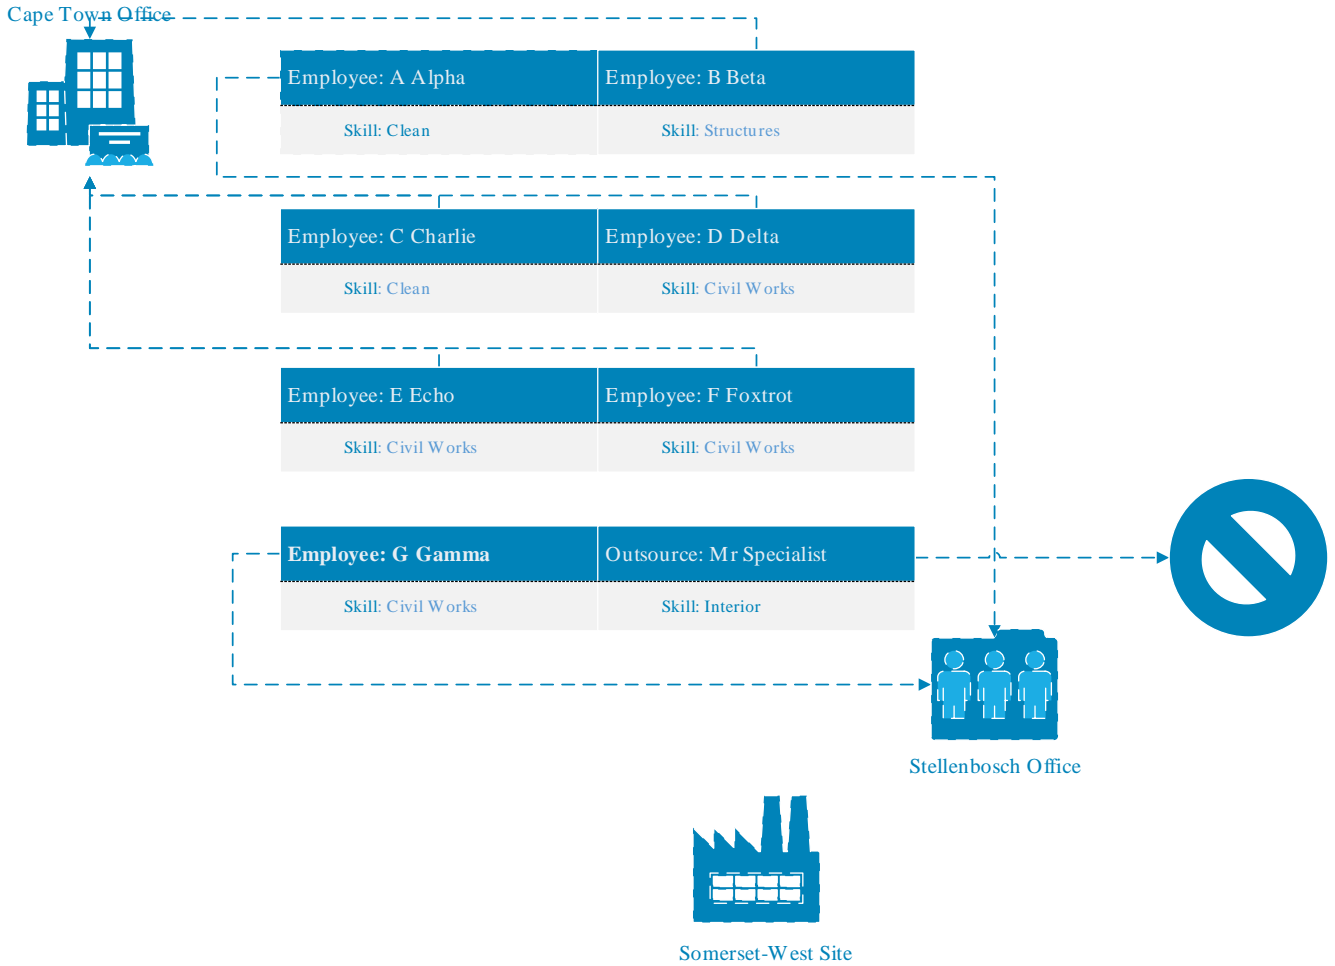 Cape Town Office
Employee: A Alpha
Employee: B Beta
Skill: Clean
Skill: Structures
Employee: C Charlie
Employee: D Delta
Skill: Clean
Skill: Civil Works
Employee: E Echo
Employee: F Foxtrot
Skill: Civil Works
Skill: Civil Works
Employee: G Gamma
Outsource: Mr Specialist
Skill: Civil Works
Skill: Interior
Stellenbosch Office
Somerset-West Site